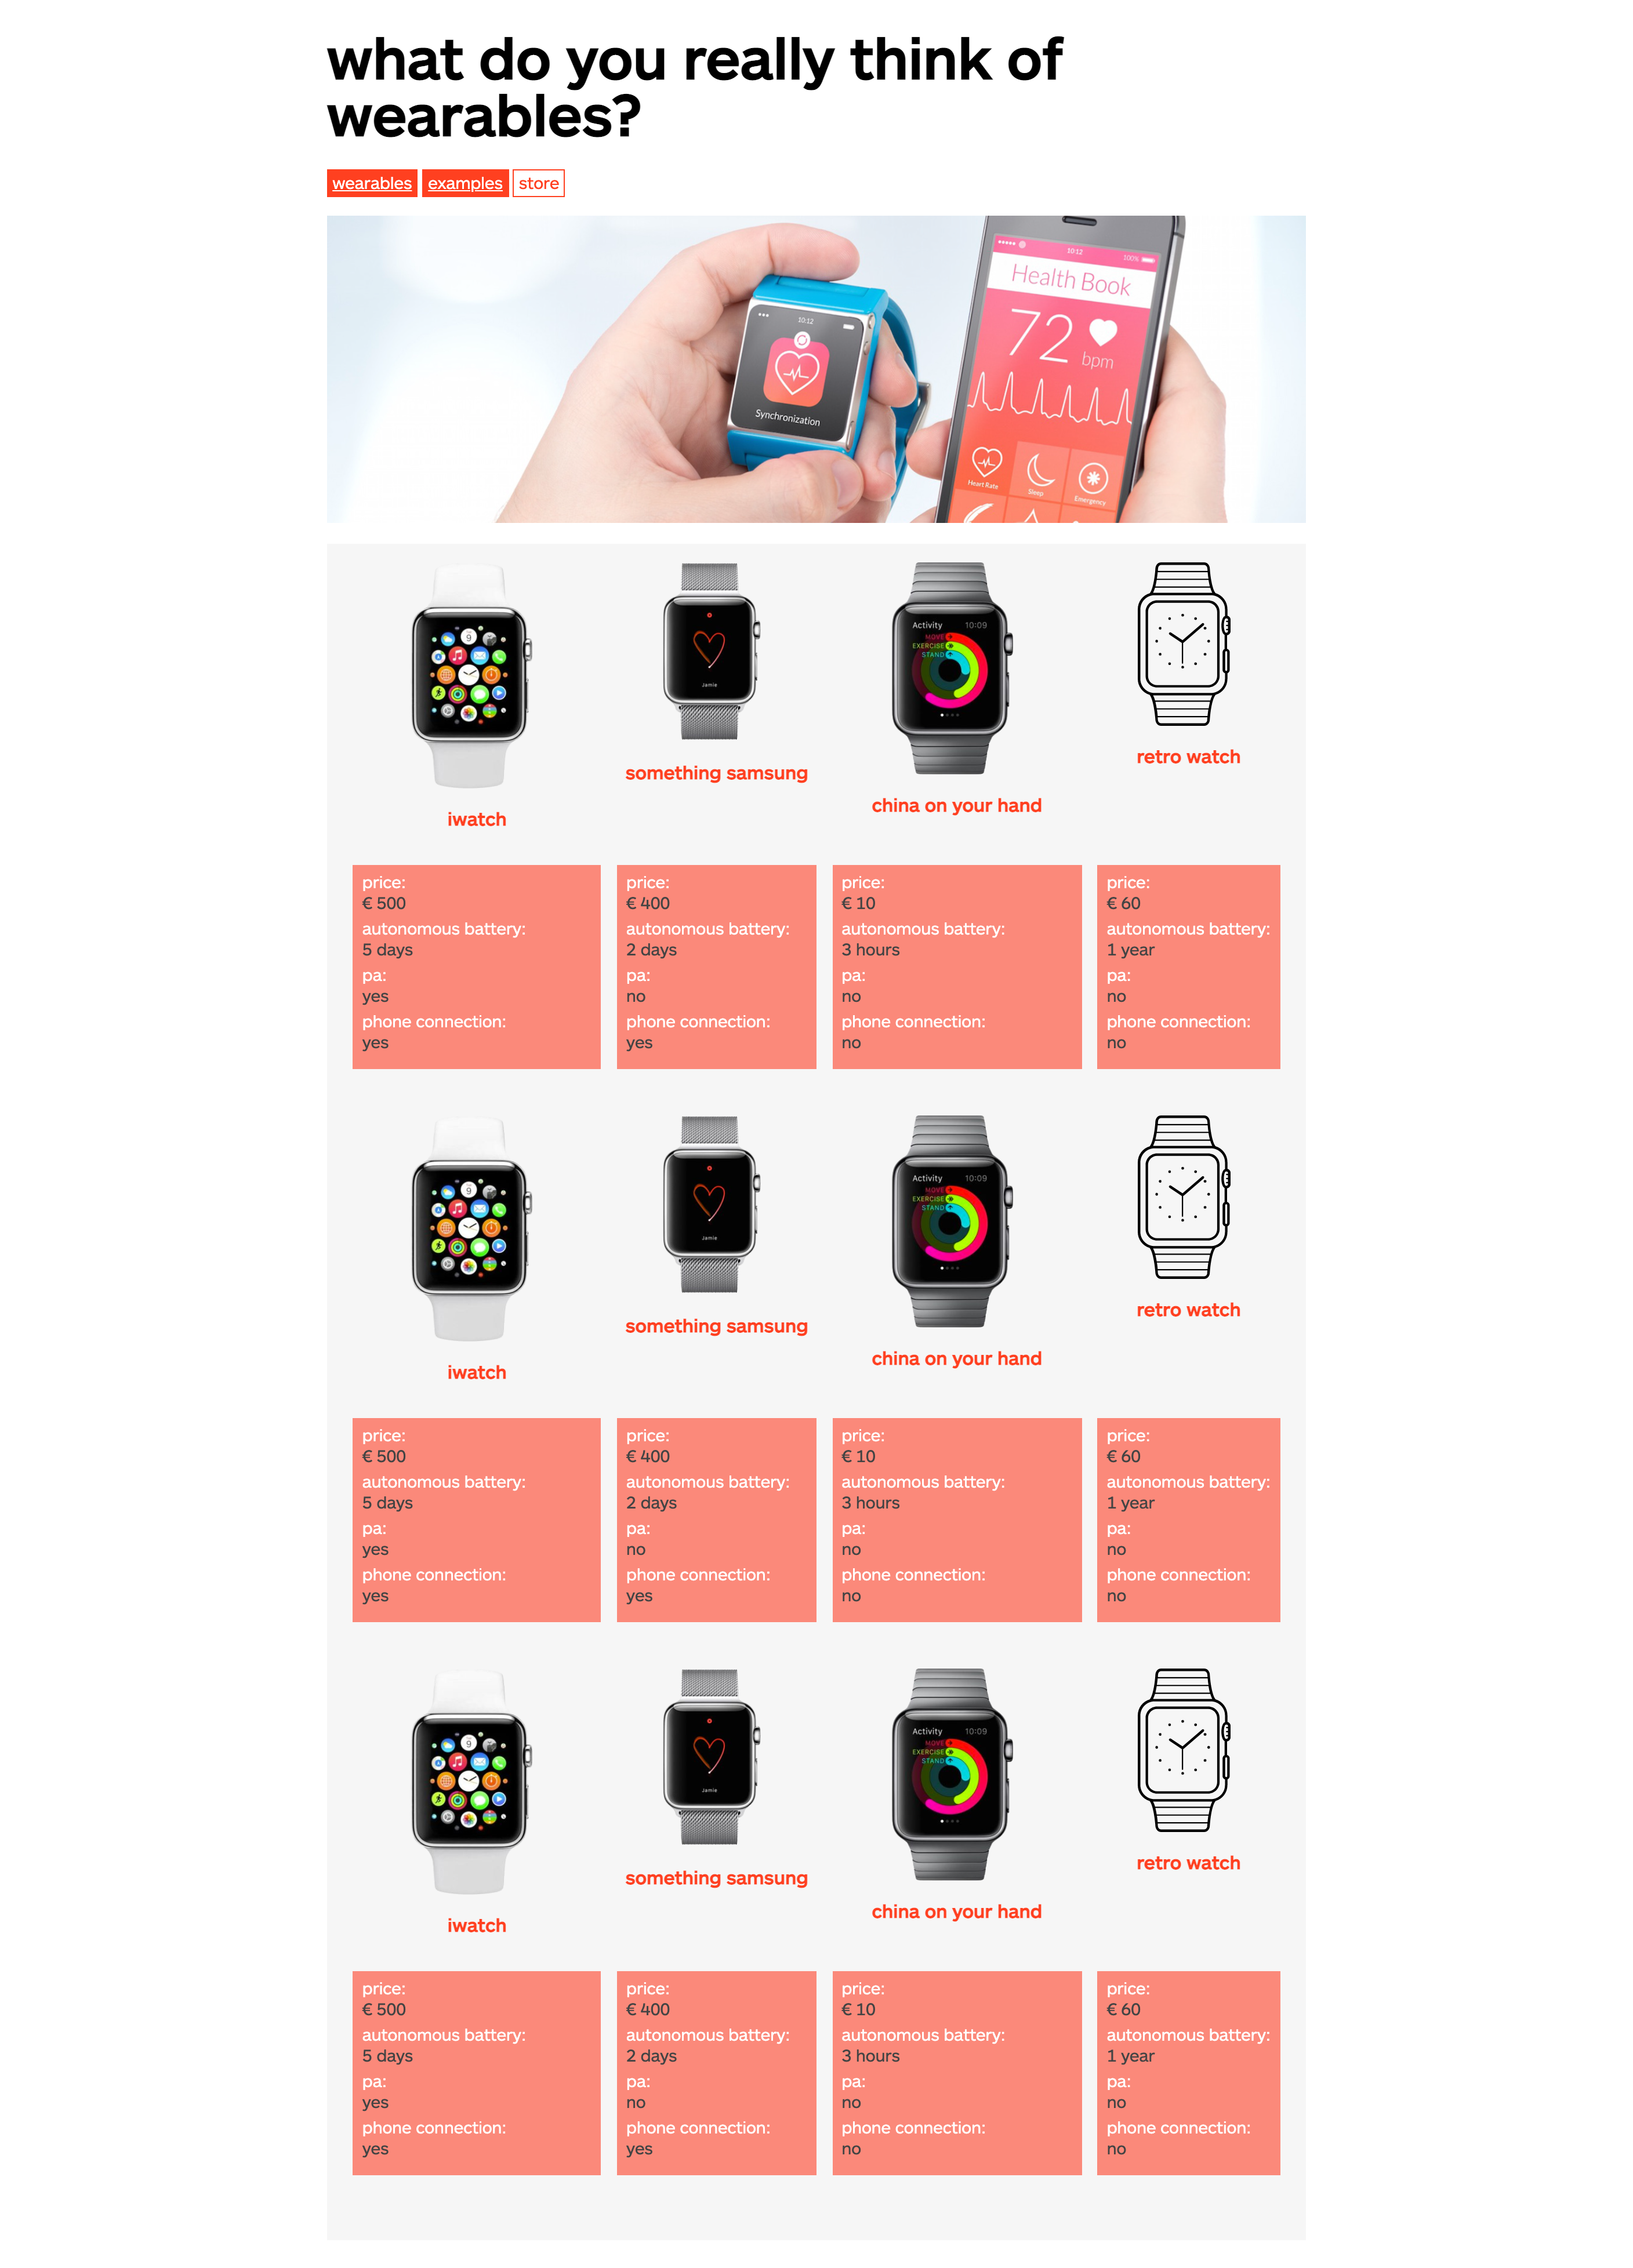 what do you really think of
wearables?
wearables examples store
10:12 100%
Health Book
72
bpm
10:12
Synchronization
Heart Rate
Sleep
Emergency
9
Jamie
Activity 10:09
MOVE
EXERCISE
STAND
retro watch
something samsung
china on your hand
iwatch
price:
€ 500
autonomous battery:
5 days
pa:
yes
phone connection:
yes
price:
€ 400
autonomous battery:
2 days
pa:
no
phone connection:
yes
price:
€ 10
autonomous battery:
3 hours
pa:
no
phone connection:
no
price:
€ 60
autonomous battery:
1 year
pa:
no
phone connection:
no
9
Jamie
Activity 10:09
MOVE
EXERCISE
STAND
retro watch
something samsung
china on your hand
iwatch
price:
€ 500
autonomous battery:
5 days
pa:
yes
phone connection:
yes
price:
€ 400
autonomous battery:
2 days
pa:
no
phone connection:
yes
price:
€ 10
autonomous battery:
3 hours
pa:
no
phone connection:
no
price:
€ 60
autonomous battery:
1 year
pa:
no
phone connection:
no
9
Jamie
Activity 10:09
MOVE
EXERCISE
STAND
retro watch
something samsung
china on your hand
iwatch
price:
€ 500
autonomous battery:
5 days
pa:
yes
phone connection:
yes
price:
€ 400
autonomous battery:
2 days
pa:
no
phone connection:
yes
price:
€ 10
autonomous battery:
3 hours
pa:
no
phone connection:
no
price:
€ 60
autonomous battery:
1 year
pa:
no
phone connection:
no